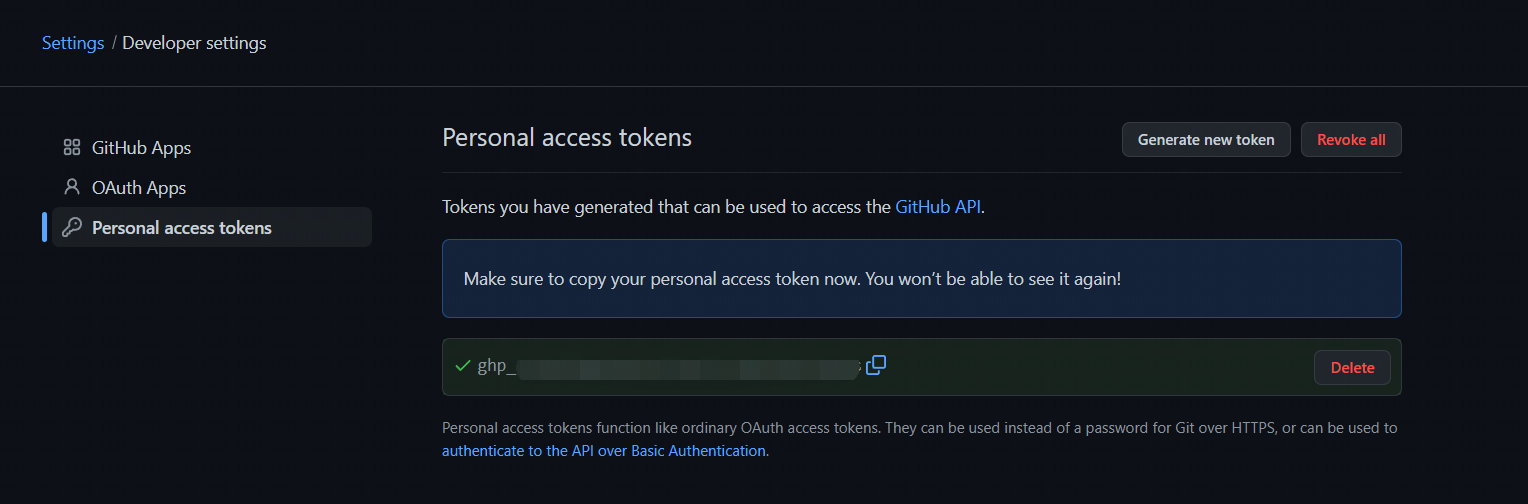 Settings / Developer settings
GitHub Apps
OAuth Apps
Personal access tokens
Personal access tokens
Generate new token
Revoke all
Tokens you have generated that can be used to access the GitHub API.
Make sure to copy your personal access token now. You won’t be able to see it again!
ghp_
Delete
Personal access tokens function like ordinary OAuth access tokens. They can be used instead of a password for Git over HTTPS, or can be used to
authenticate to the API over Basic Authentication.